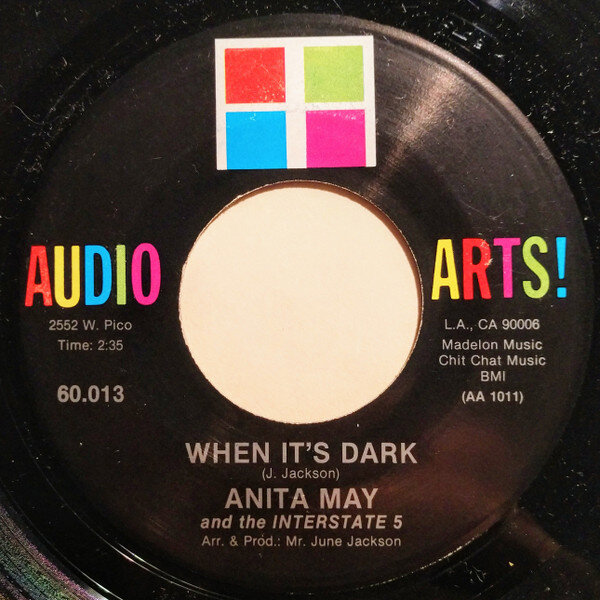 AUDIO ARTS!
2552 W. Pico
Time: 2:35
60.013
L.A., CA 90006
Madelon Music
Chit Chat Music
BMI
(AA 1011)
WHEN IT'S DARK
(J. Jackson)
ANITA MAY
and the INTERSTATE 5
Arr. & Prod.: Mr. June Jackson